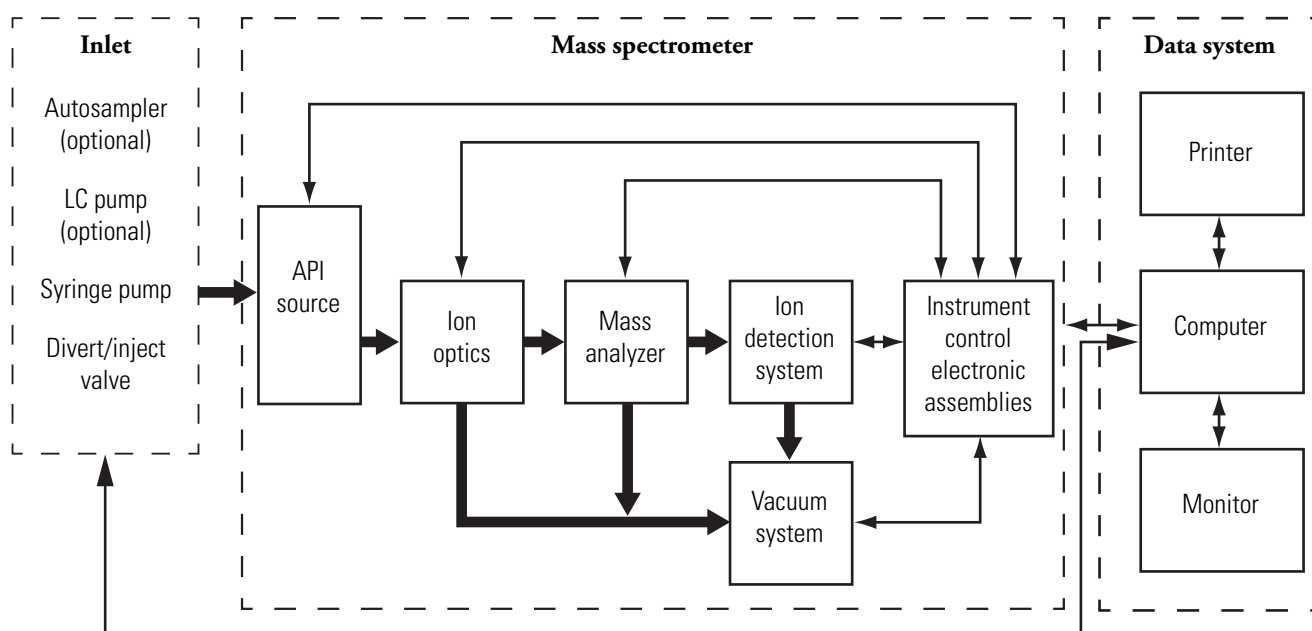 Inlet
Autosampler
(optional)
LC pump
(optional)
Syringe pump
Divert/inject
valve
Mass spectrometer
API
source
Ion
optics
Mass
analyzer
Ion
detection
system
Instrument
control
electronic
assemblies
Vacuum
system
Data system
Printer
Computer
Monitor